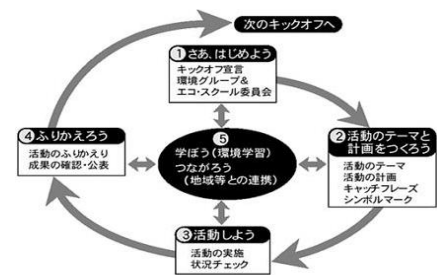 次のキックオフへ
①さあ、はじめよう
キックオフ宣言
環境グループ&
エコ・スクール委員会
②活動のテーマと
計画をつくろう
活動のテーマ
活動の計画
キャッチフレーズ
シンボルマーク
③活動しよう
活動の実施
状況チェック
④ふりかえろう
活動のふりかえり
成果の確認・公表
⑤
学ぼう(環境学習)
つながろう
(地域等との連携)